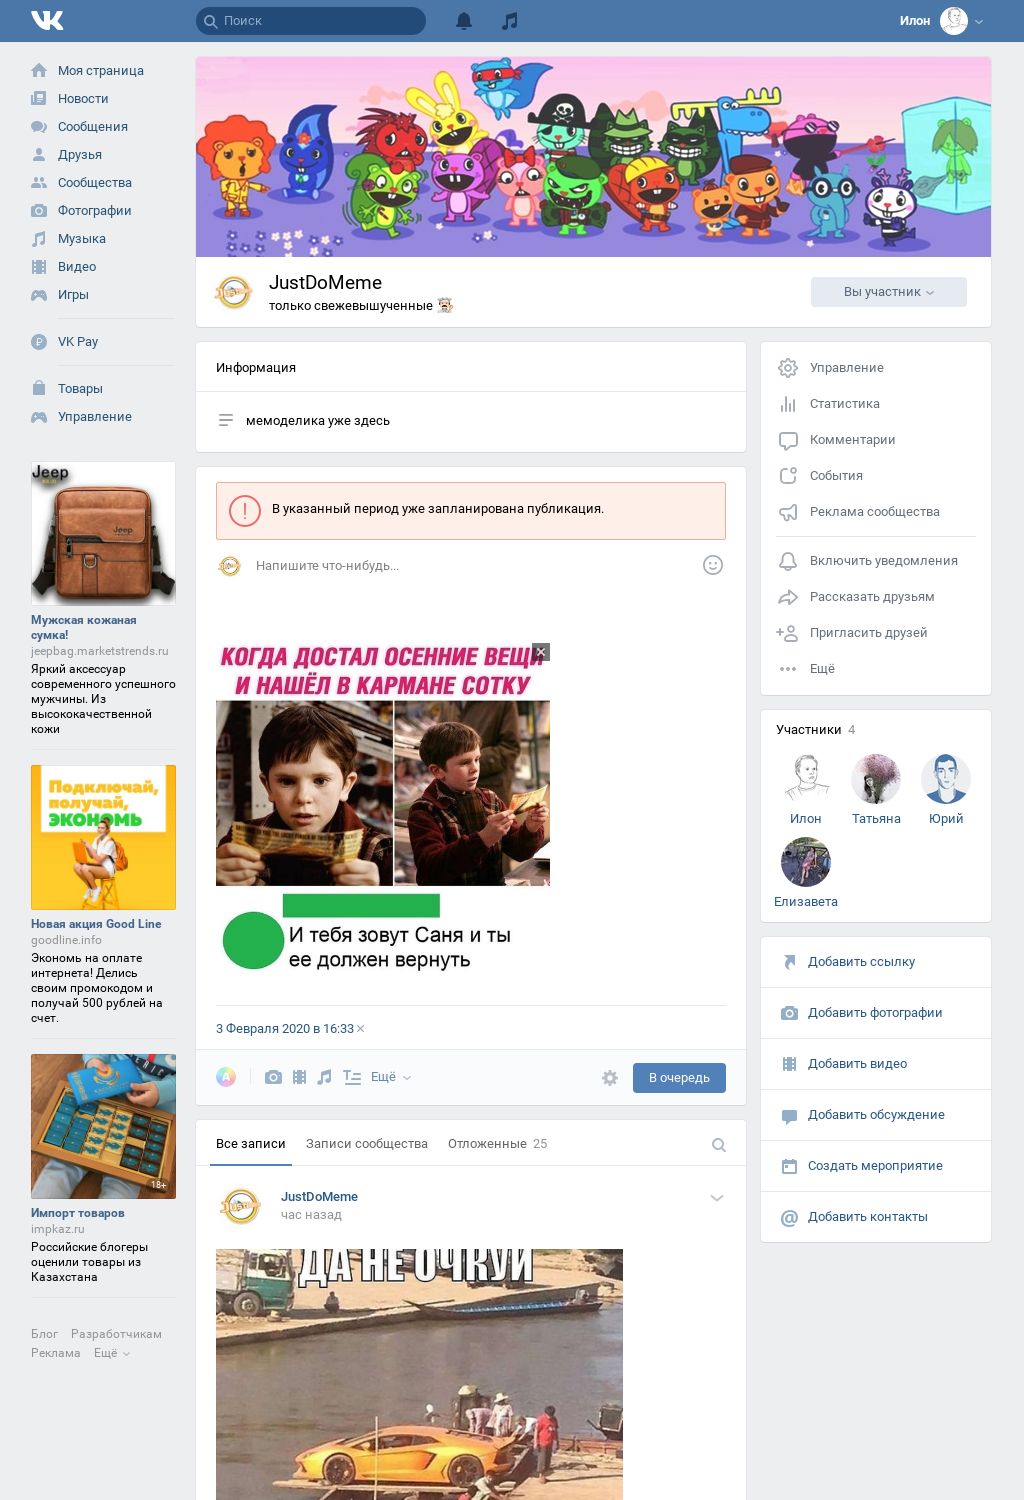 Поиск
Илон
Моя страница
Новости
Сообщения
Друзья
Сообщества
Фотографии
Музыка
Видео
Игры
VK Pay
Товары
Управление
Jeep
Jeep
Мужская кожаная
сумка!
jeepbag.marketstrends.ru
Яркий аксессуар
современного успешного
мужчины. Из
высококачественной
кожи
Подключай,
получай,
ЭКОНОМЬ
Новая акция Good Line
goodline.info
Экономь на оплате
интернета! Делись
своим промокодом и
получай 500 рублей на
счет.
18+
Импорт товаров
impkaz.ru
Российские блогеры
оценили товары из
Казахстана
Блог Разработчикам
Реклама Ещё
JustDoMeme
только свежевышученные
Вы участник
Информация
мемоделика уже здесь
В указанный период уже запланирована публикация.
Напишите что-нибудь...
КОГДА ДОСТАЛ ОСЕННИЕ ВЕЩИ
И НАШЁЛ В КАРМАНЕ СОТКУ
И тебя зовут Саня и ты
ее должен вернуть
3 Февраля 2020 в 16:33
Ещё
В очередь
Все записи Записи сообщества Отложенные 25
JustDoMeme
час назад
ДА НЕ ОЧКУЙ
Управление
Статистика
Комментарии
События
Реклама сообщества
Включить уведомления
Рассказать друзьям
Пригласить друзей
Ещё
Участники 4
Илон Татьяна Юрий
Елизавета
Добавить ссылку
Добавить фотографии
Добавить видео
Добавить обсуждение
Создать мероприятие
Добавить контакты